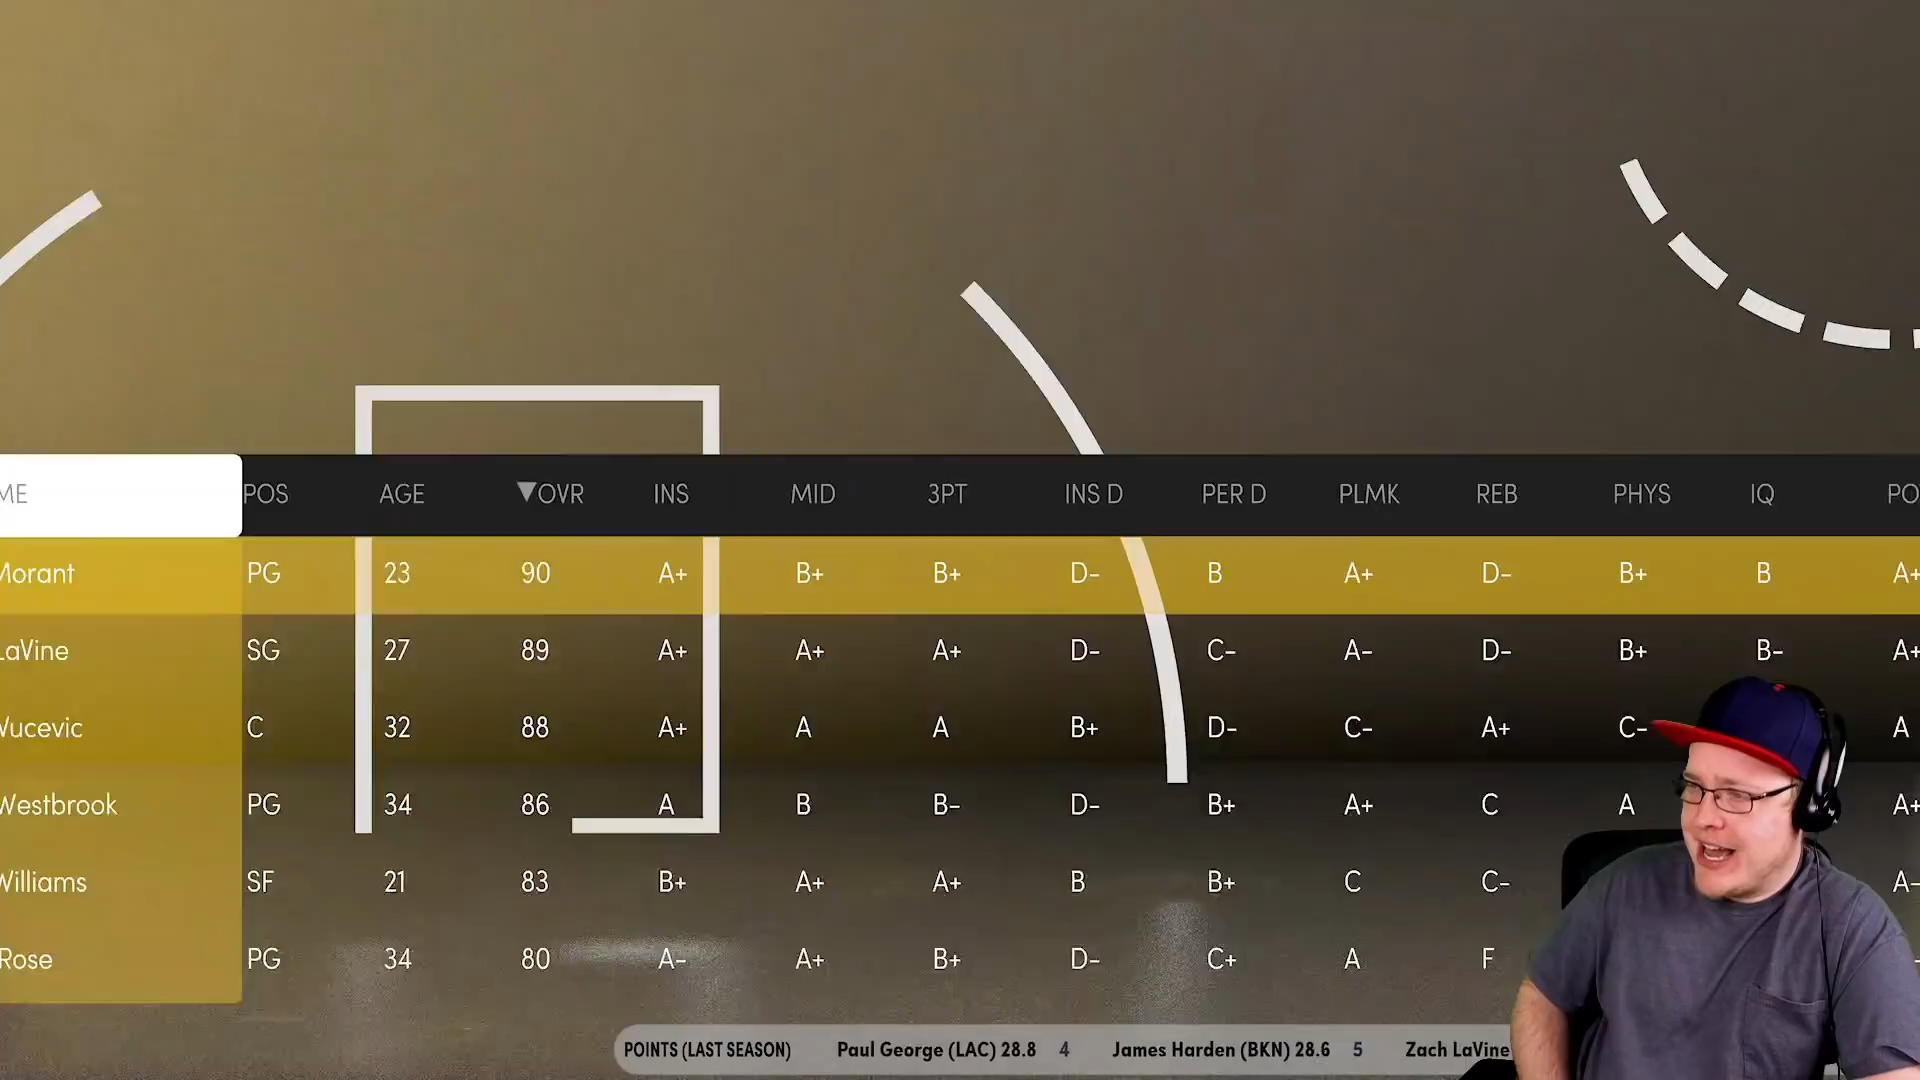 ME POS AGE ▼OVR INS MID 3PT INS D PER D PLMK REB PHYS IQ PO
Morant PG 23 90 A+ B+ B+ D- B A+ D- B+ B A+
LaVine SG 27 89 A+ A+ A+ D- C- A- D- B+ B- A+
Vucevic C 32 88 A+ A A B+ D- C- A+ C- A
Westbrook PG 34 86 A B B- D- B+ A+ C A A+
Williams SF 21 83 B+ A+ A+ B B+ C C- A-
Rose PG 34 80 A- A+ B+ D- C+ A F
POINTS (LAST SEASON) Paul George (LAC) 28.8 4 James Harden (BKN) 28.6 5 Zach LaVine